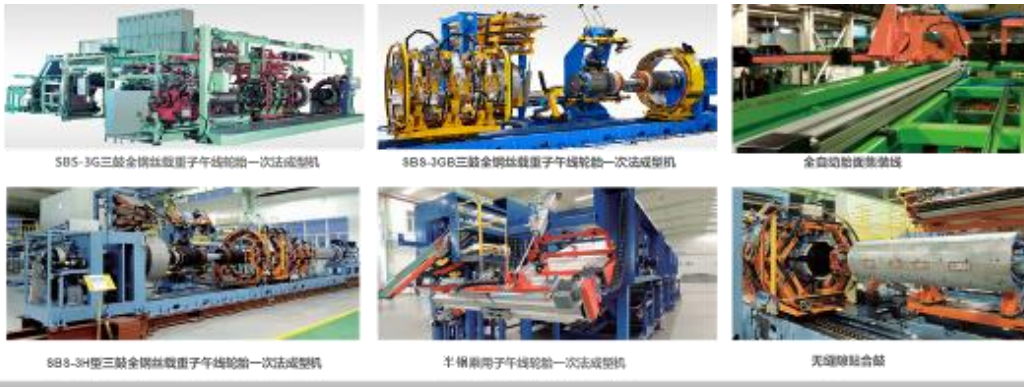 SBS-3G三鼓全钢丝载重子午线轮胎一次法成型机
SBS-3GB三鼓全钢丝载重子午线轮胎一次法成型机
全自动胎面集装线
SBS-3H型三鼓全钢丝载重子午线轮胎一次法成型机
半钢乘用子午线轮胎一次法成型机
无缝隙贴合鼓